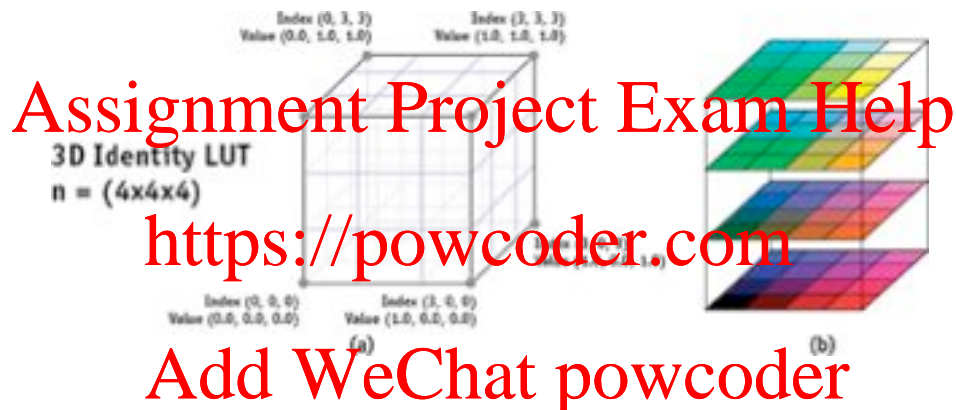 Index (0, 3, 3)
Value (0.0, 1.0, 1.0)
Index (3, 3, 3)
Value (1.0, 1.0, 1.0)
Assignment Project Exam Help
3D Identity LUT
n = (4x4x4)
https://powcoder.com
Index (0, 0, 0)
Value (0.0, 0.0, 0.0)
Index (3, 0, 0)
Value (1.0, 0.0, 0.0)
(a)
(b)
Add WeChat powcoder